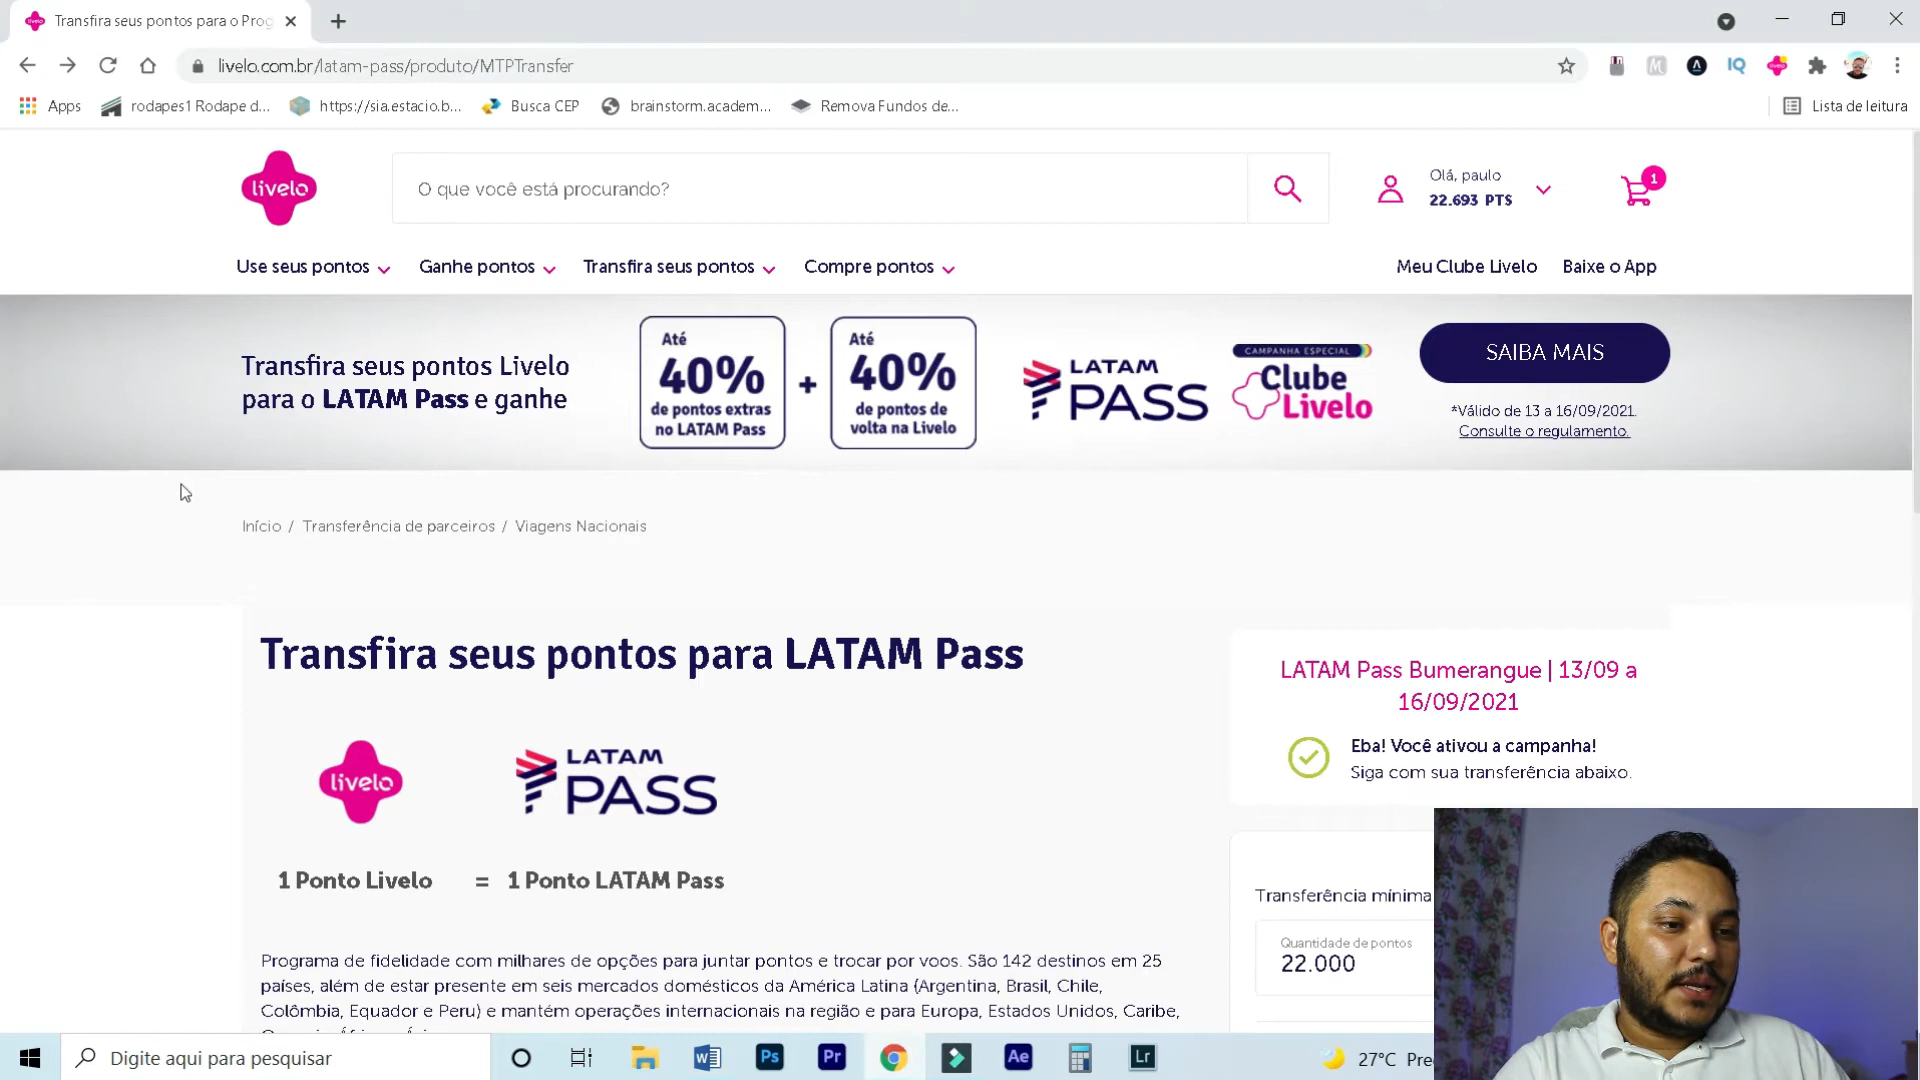 Transfira seus pontos para o Prog
livelo.com.br/latam-pass/produto/MTPTransfer
IQ
Apps
rodapes1 Rodape d...
https://sia.estacio.b...
Busca CEP
brainstorm.academ...
Remova Fundos de...
Lista de leitura
livelo
O que você está procurando?
Olá, paulo
22.693 PTS
1
Use seus pontos
Ganhe pontos
Transfira seus pontos
Compre pontos
Meu Clube Livelo
Baixe o App
Transfira seus pontos Livelo
para o LATAM Pass e ganhe
Até
40%
de pontos extras
no LATAM Pass
+
Até
40%
de pontos de
volta na Livelo
LATAM
PASS
CAMPANHA ESPECIAL
Clube
Livelo
SAIBA MAIS
*Válido de 13 a 16/09/2021.
Consulte o regulamento.
Início / Transferência de parceiros / Viagens Nacionais
Transfira seus pontos para LATAM Pass
livelo
LATAM
PASS
1 Ponto Livelo = 1 Ponto LATAM Pass
Programa de fidelidade com milhares de opções para juntar pontos e trocar por voos. São 142 destinos em 25
países, além de estar presente em seis mercados domésticos da América Latina (Argentina, Brasil, Chile,
Colômbia, Equador e Peru) e mantém operações internacionais na região e para Europa, Estados Unidos, Caribe,
LATAM Pass Bumerangue | 13/09 a
16/09/2021
Eba! Você ativou a campanha!
Siga com sua transferência abaixo.
Transferência mínima
Quantidade de pontos
22.000
Digite aqui para pesquisar
Ps
Pr
Ae
Lr
27°C Pre